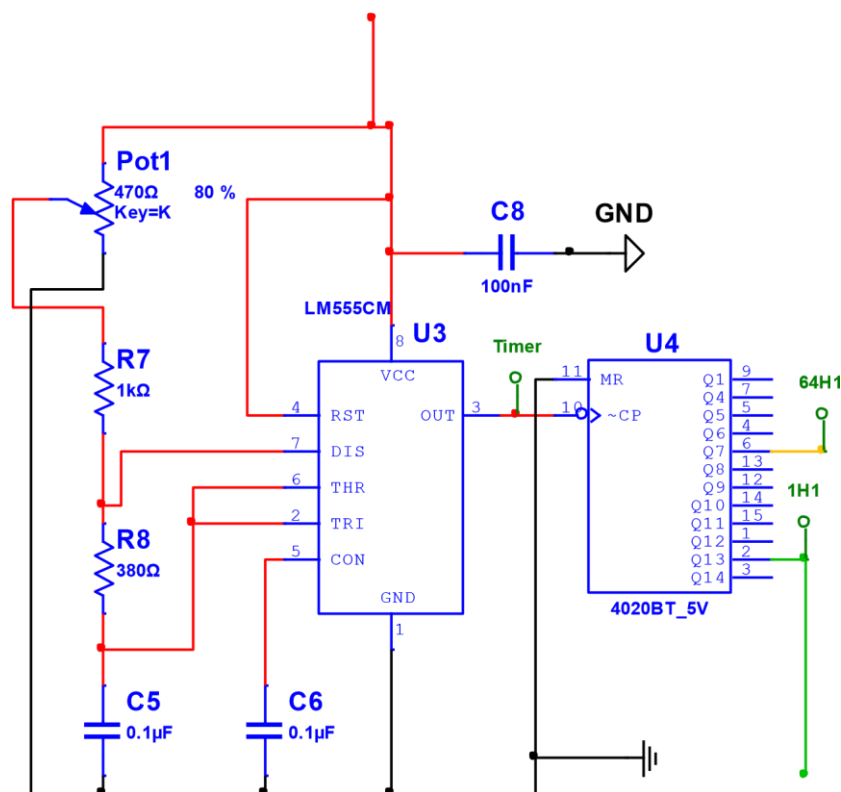 Pot1
470Ω
Key=K
80 %
C8
100nF
GND
LM555CM
U3
8
VCC
4
RST
OUT
3
7
DIS
6
THR
2
TRI
5
CON
GND
1
R7
1kΩ
R8
380Ω
C5
0.1µF
C6
0.1µF
Timer
U4
11
MR
10
~CP
Q1
9
Q4
7
Q5
5
Q6
4
Q7
6
Q8
13
Q9
12
Q10
14
Q11
15
Q12
1
Q13
2
Q14
3
4020BT_5V
64H1
1H1